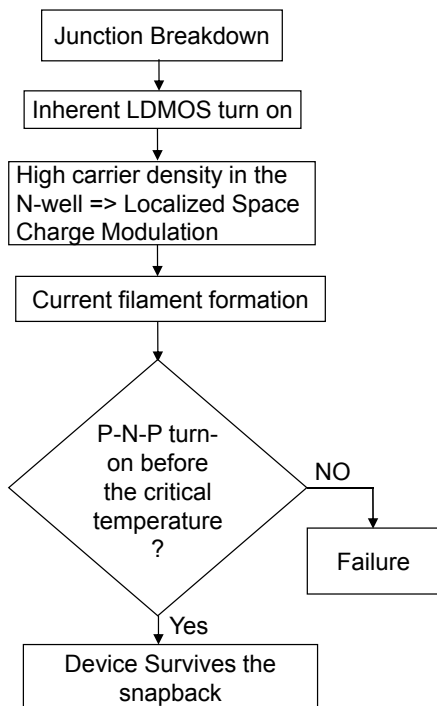 Junction Breakdown
Inherent LDMOS turn on
High carrier density in the
N-well => Localized Space
Charge Modulation
Current filament formation
P-N-P turn-
on before
the critical
temperature
?
NO
Failure
Yes
Device Survives the
snapback